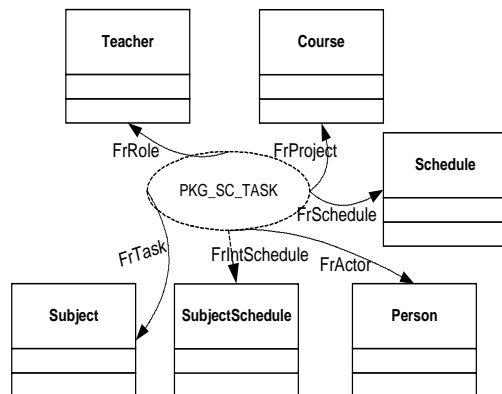 Teacher
Course
FrRole
FrProject
Schedule
PKG_SC_TASK
FrSchedule
FrTask
FrIntSchedule
FrActor
Subject
SubjectSchedule
Person